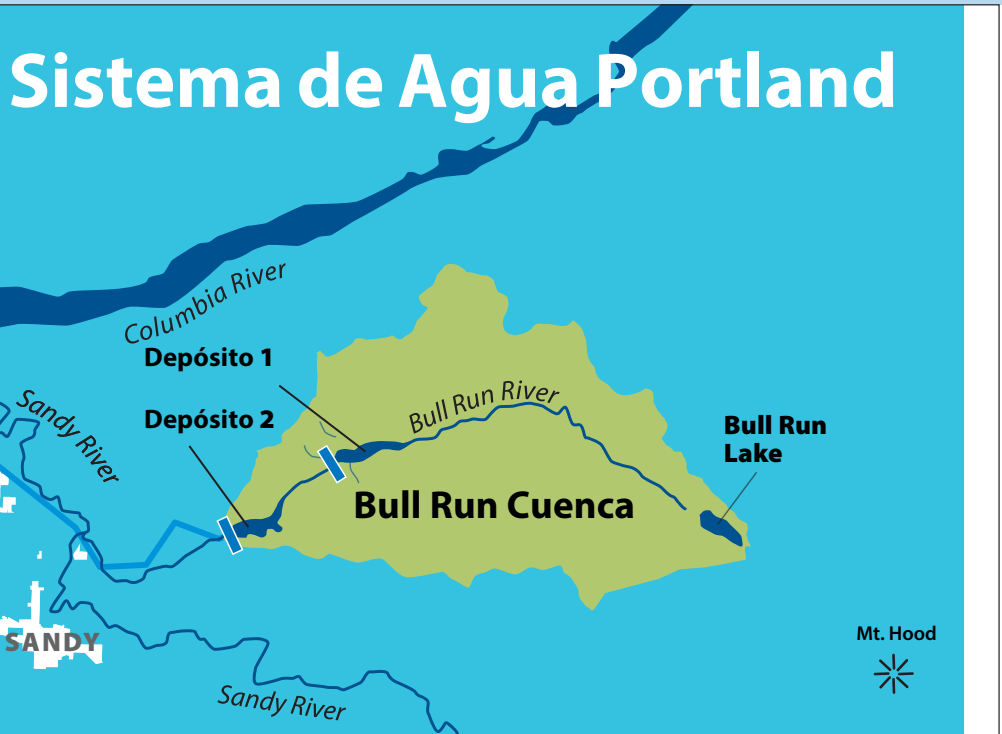 Sistema de Agua Portland
Columbia River
Depósito 1
Sandy River
Depósito 2
Bull Run River
Bull Run
Lake
Bull Run Cuenca
SANDY
Mt. Hood
Sandy River